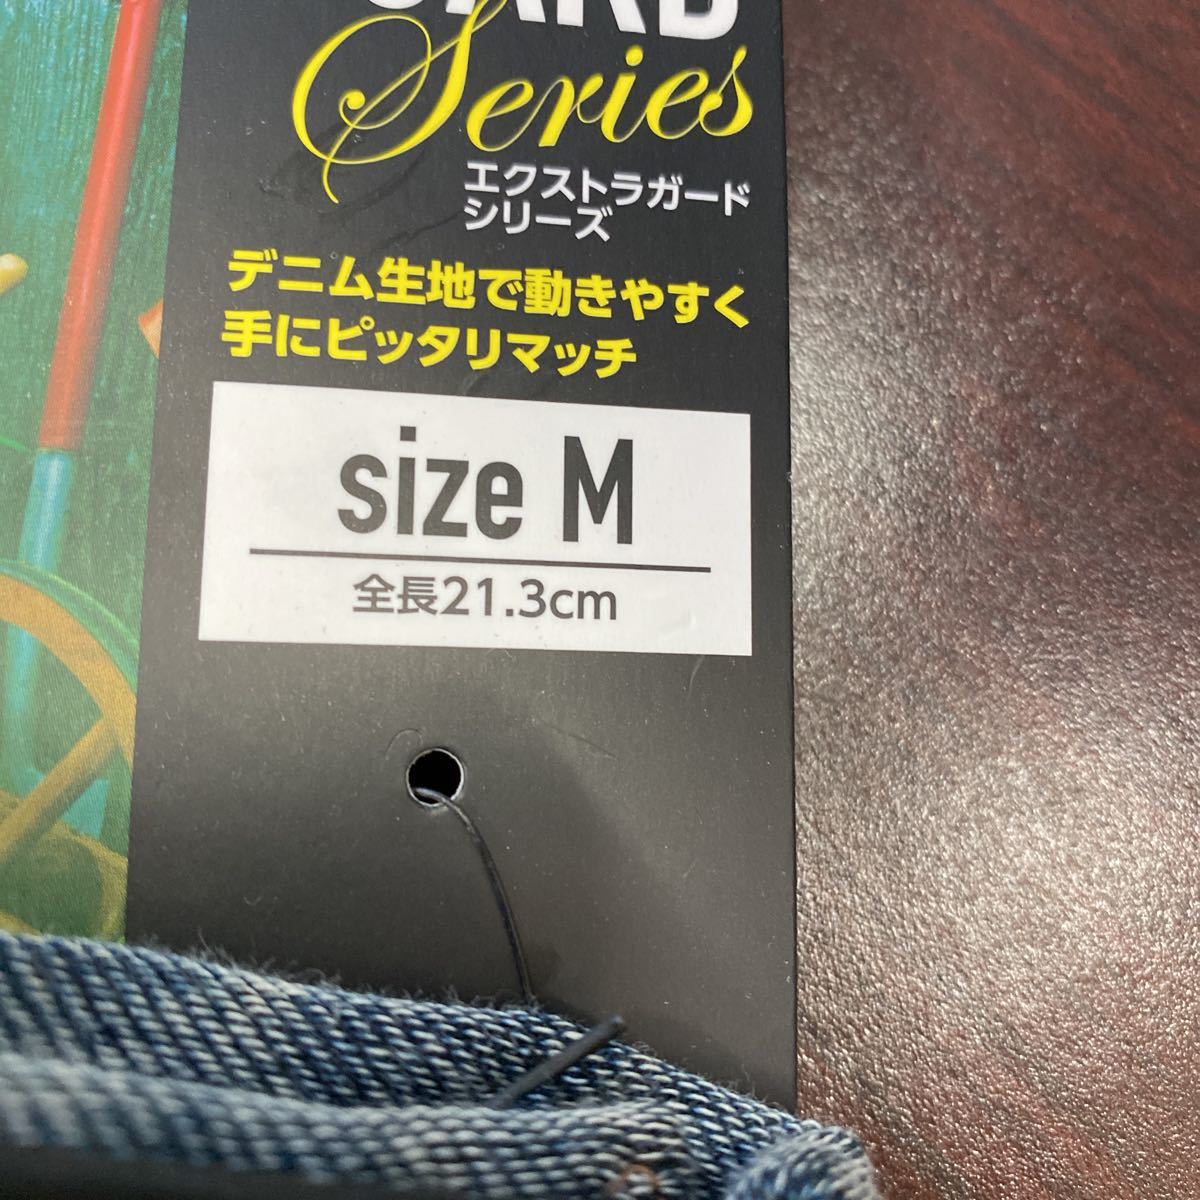 Series
エクストラガード
シリーズ
デニム生地で動きやすく
手にピッタリマッチ
size M
全長21.3cm